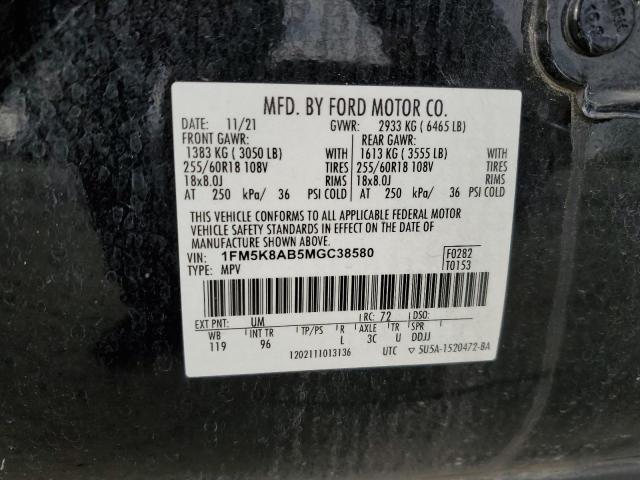 MFD. BY FORD MOTOR CO.
DATE: 11/21 GVWR: 2933 KG ( 6465 LB)
FRONT GAWR: REAR GAWR:
1383 KG ( 3050 LB) WITH 1613 KG ( 3555 LB) WITH
255/60R18 108V TIRES 255/60R18 108V TIRES
18x8.0J RIMS 18x8.0J RIMS
AT 250 kPa/ 36 PSI COLD AT 250 kPa/ 36 PSI COLD
THIS VEHICLE CONFORMS TO ALL APPLICABLE FEDERAL MOTOR
VEHICLE SAFETY STANDARDS IN EFFECT ON THE DATE OF
MANUFACTURE SHOWN ABOVE.
VIN: 1FM5K8AB5MGC38580 F0282
TYPE: MPV T0153
EXT PNT: UM RC: 72 DSO:
WB INT TR TP/PS R AXLE TR SPR
119 96 L 3C U DDJJ
1202111013136 UTC ▽ 5U5A-1520472-BA